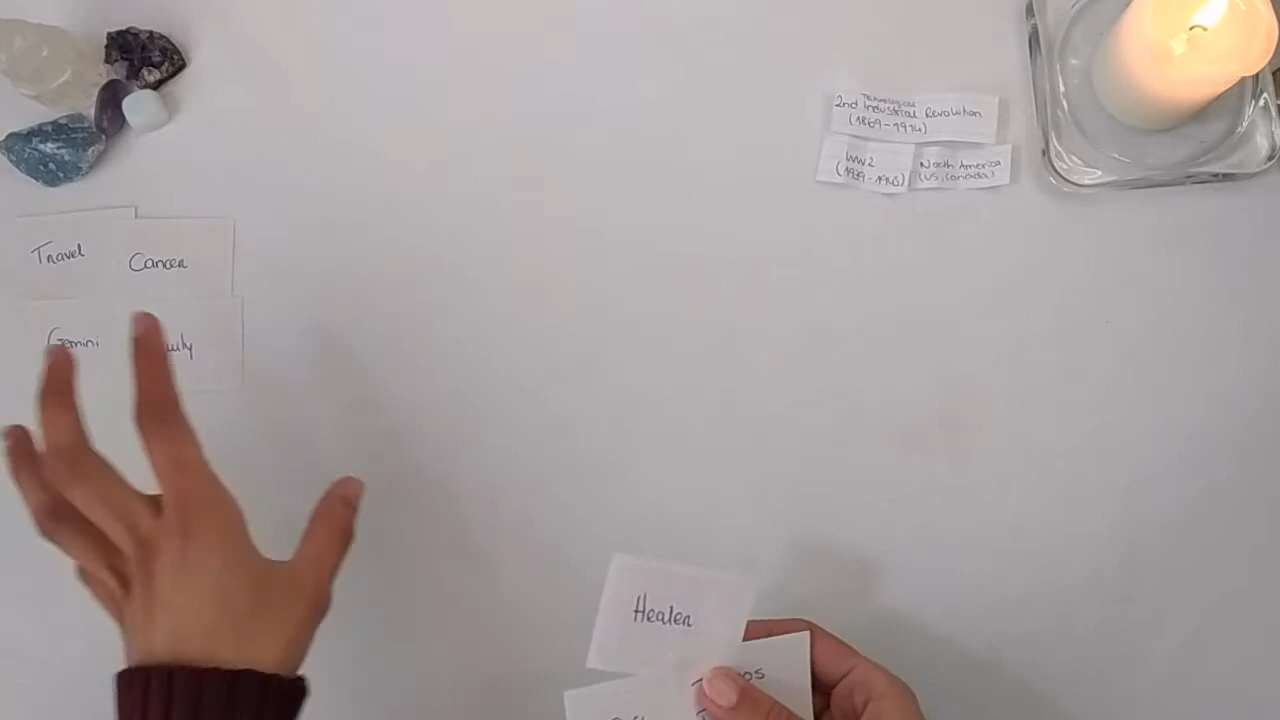 Technological
2nd Industrial Revolution
(1869-1914)
WW2
(1939-1945)
North America
(US, Canada)
Travel
Cancer
Gemini
Healer